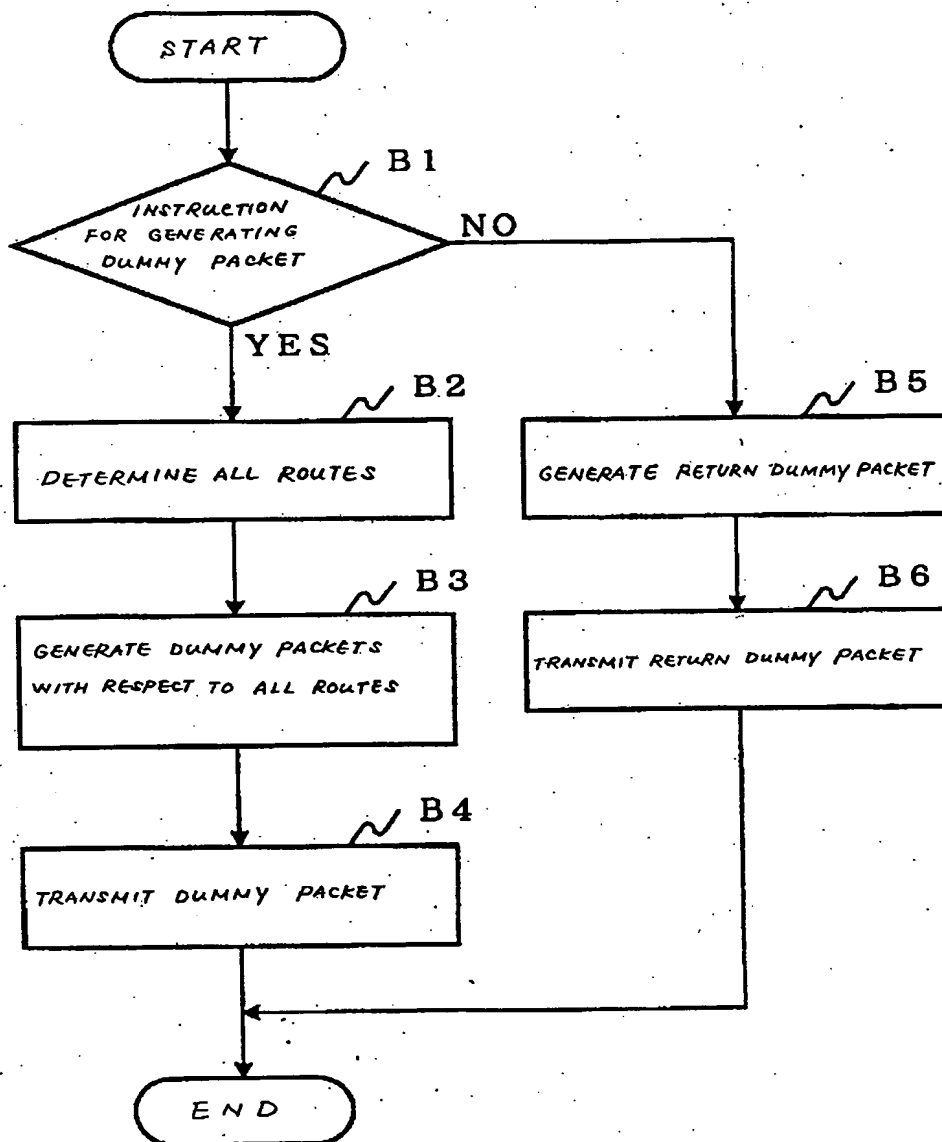 START
B1
INSTRUCTION
FOR GENERATING
DUMMY PACKET
NO
YES
B2
DETERMINE ALL ROUTES
B3
GENERATE DUMMY PACKETS
WITH RESPECT TO ALL ROUTES
B4
TRANSMIT DUMMY PACKET
B5
GENERATE RETURN DUMMY PACKET
B6
TRANSMIT RETURN DUMMY PACKET
END